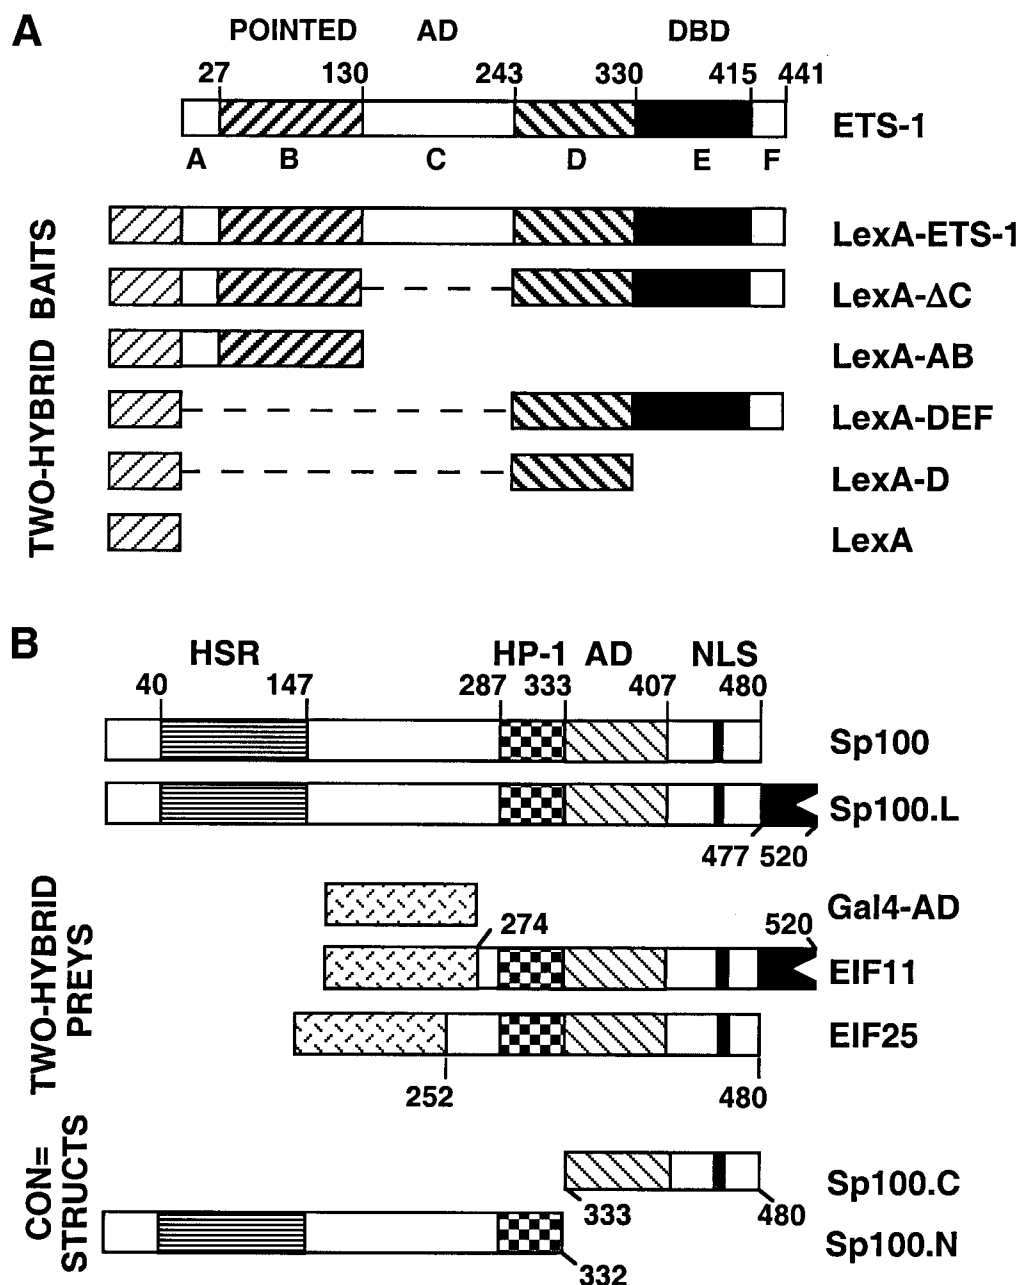 A
POINTED AD DBD
27 130 243 330 415 441
ETS-1
A B C D E F
TWO-HYBRID BAITS
LexA-ETS-1
LexA-ΔC
LexA-AB
LexA-DEF
LexA-D
LexA
B
HSR HP-1 AD NLS
40 147 287 333 407 480
Sp100
Sp100.L
477 520
TWO-HYBRID
PREYS
Gal4-AD
274 520
EIF11
EIF25
252 480
CON=
STRUCTS
Sp100.C
333 480
Sp100.N
332